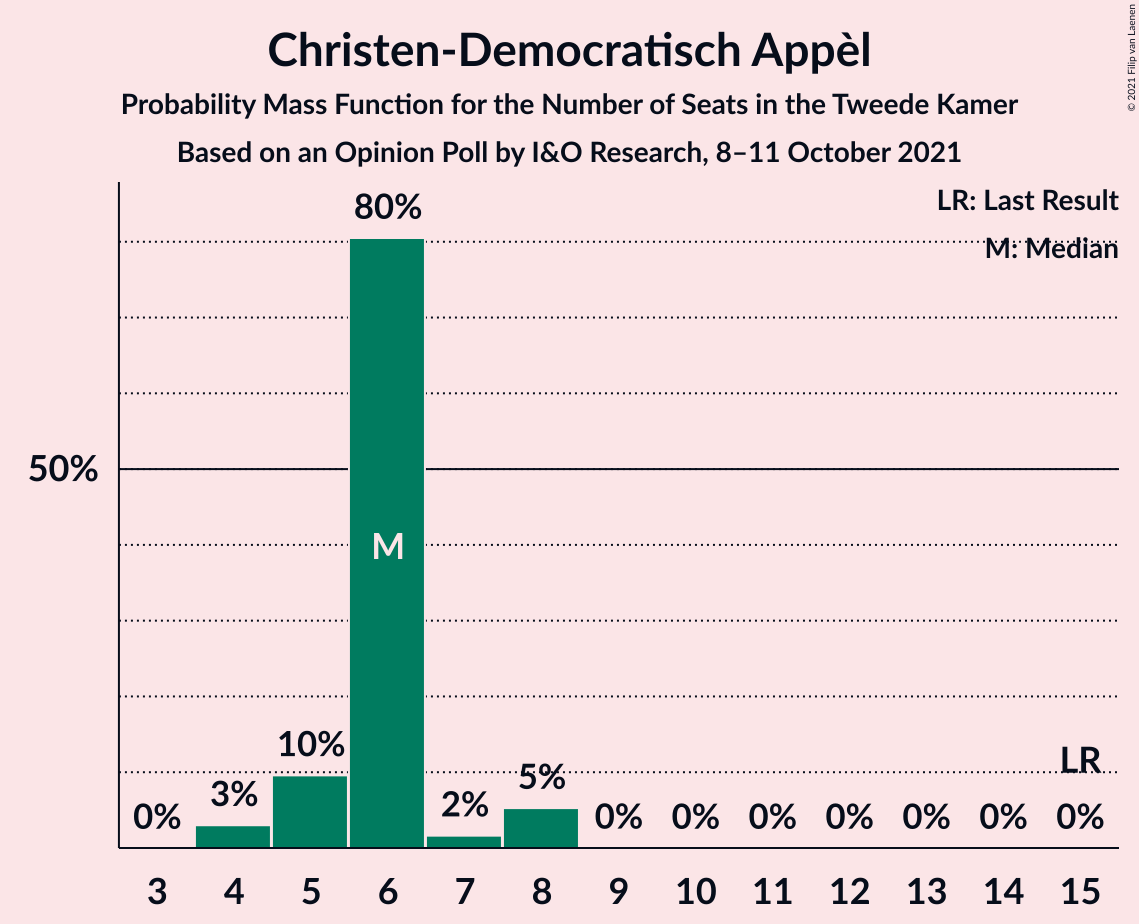 Christen-Democratisch Appèl
Probability Mass Function for the Number of Seats in the Tweede Kamer
Based on an Opinion Poll by I&O Research, 8–11 October 2021
© 2021 Filip van Laenen
LR: Last Result
M: Median
80%
50%
M
10%
3%
0%
2%
5%
0%
0%
0%
0%
0%
0%
LR
0%
3 4 5 6 7 8 9 10 11 12 13 14 15